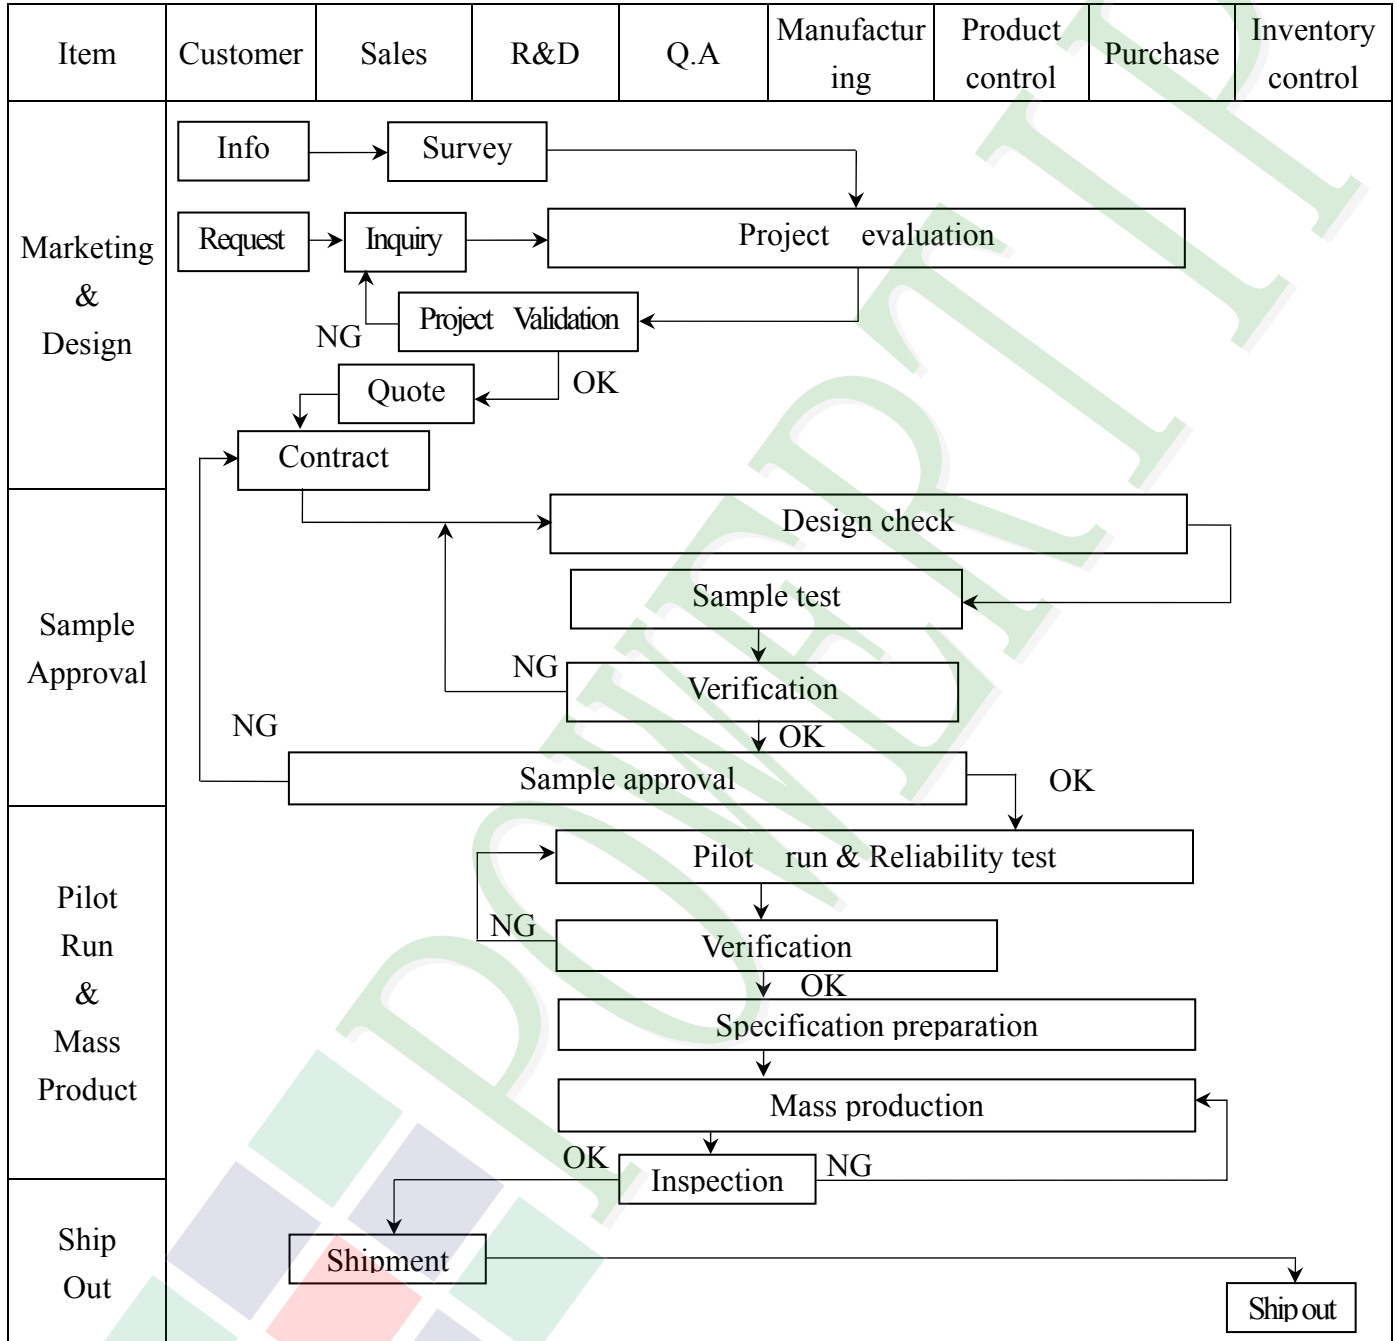 Item
Customer
Sales
R&D
Q.A
Manufactur
ing
Product
control
Purchase
Inventory
control
Marketing
&
Design
Info
Survey
Request
Inquiry
Project evaluation
NG
Project Validation
Quote
OK
Contract
Sample
Approval
Design check
Sample test
NG
Verification
NG
OK
Sample approval
OK
Pilot
Run
&
Mass
Product
Pilot run & Reliability test
NG
Verification
OK
Specification preparation
Mass production
OK
Inspection
NG
Ship
Out
Shipment
Ship out
POWERTIP